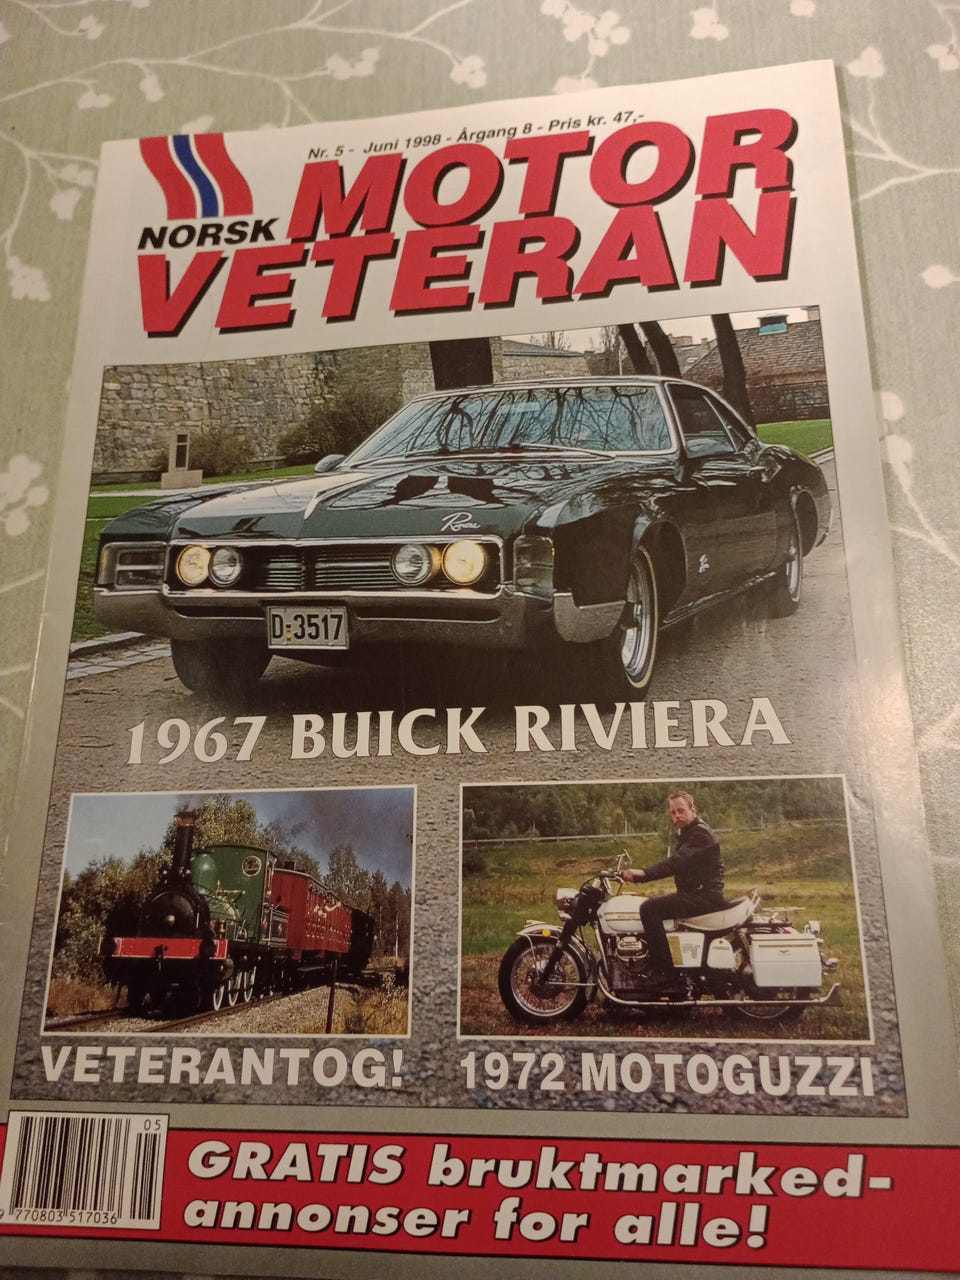 Nr. 5 - Juni 1998 - Årgang 8 - Pris kr. 47,-
NORSK
MOTOR
VETERAN
Riviera
D 3517
1967 BUICK RIVIERA
VETERANTOG!
1972 MOTOGUZZI
05
9 770803 517036
GRATIS bruktmarked-
annonser for alle!